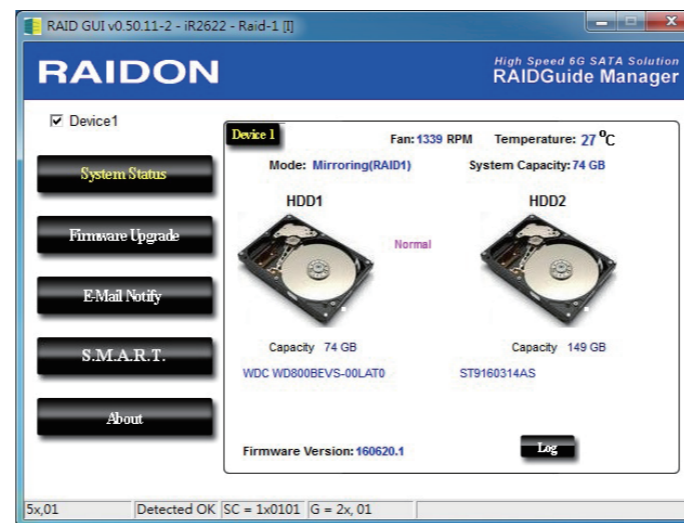 RAID GUI v0.50.11-2 - iR2622 - Raid-1 [I]
RAIDON
High Speed 6G SATA Solution
RAIDGuide Manager
Device1
System Status
Firmware Upgrade
E-Mail Notify
S.M.A.R.T.
About
Device 1
Fan: 1339 RPM Temperature: 27 °C
Mode: Mirroring(RAID1) System Capacity: 74 GB
HDD1 HDD2
Normal
Capacity 74 GB Capacity 149 GB
WDC WD800BEVS-00LAT0 ST9160314AS
Firmware Version: 160620.1 Log
5x,01 Detected OK SC = 1x0101 G = 2x, 01